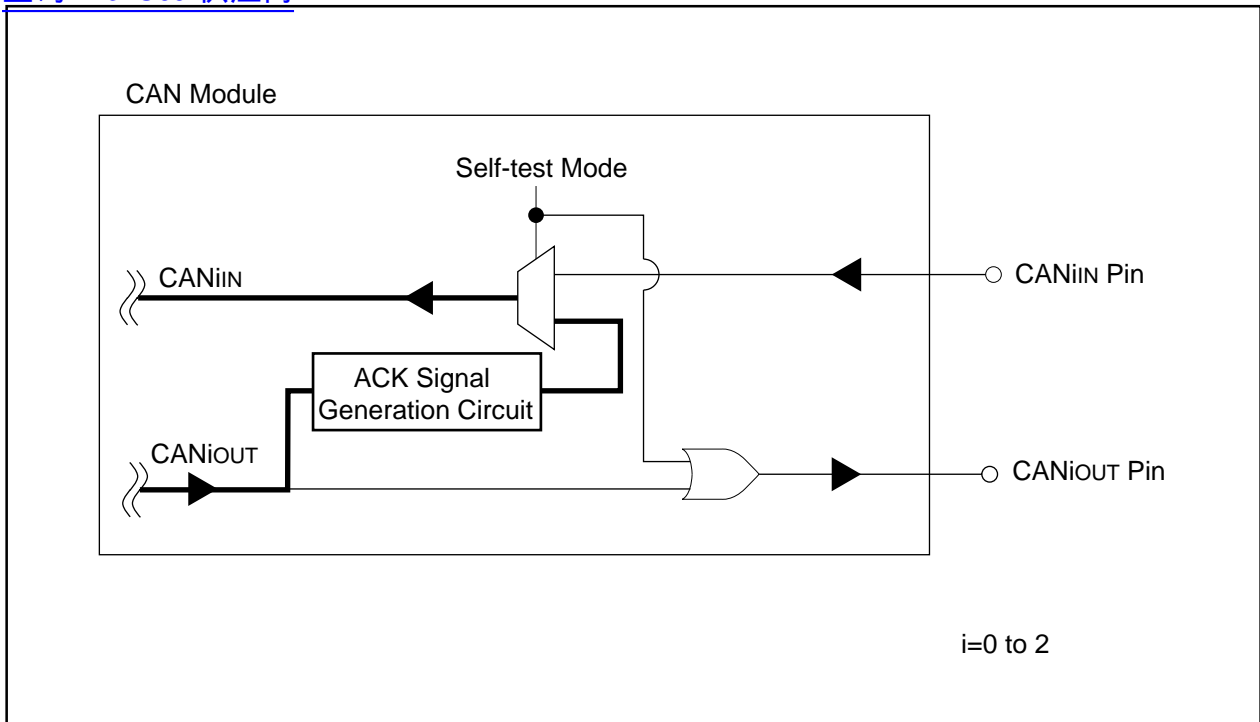 CAN Module
Self-test Mode
CANiIN
CANiIN Pin
ACK Signal
Generation Circuit
CANiOUT
CANiOUT Pin
i=0 to 2